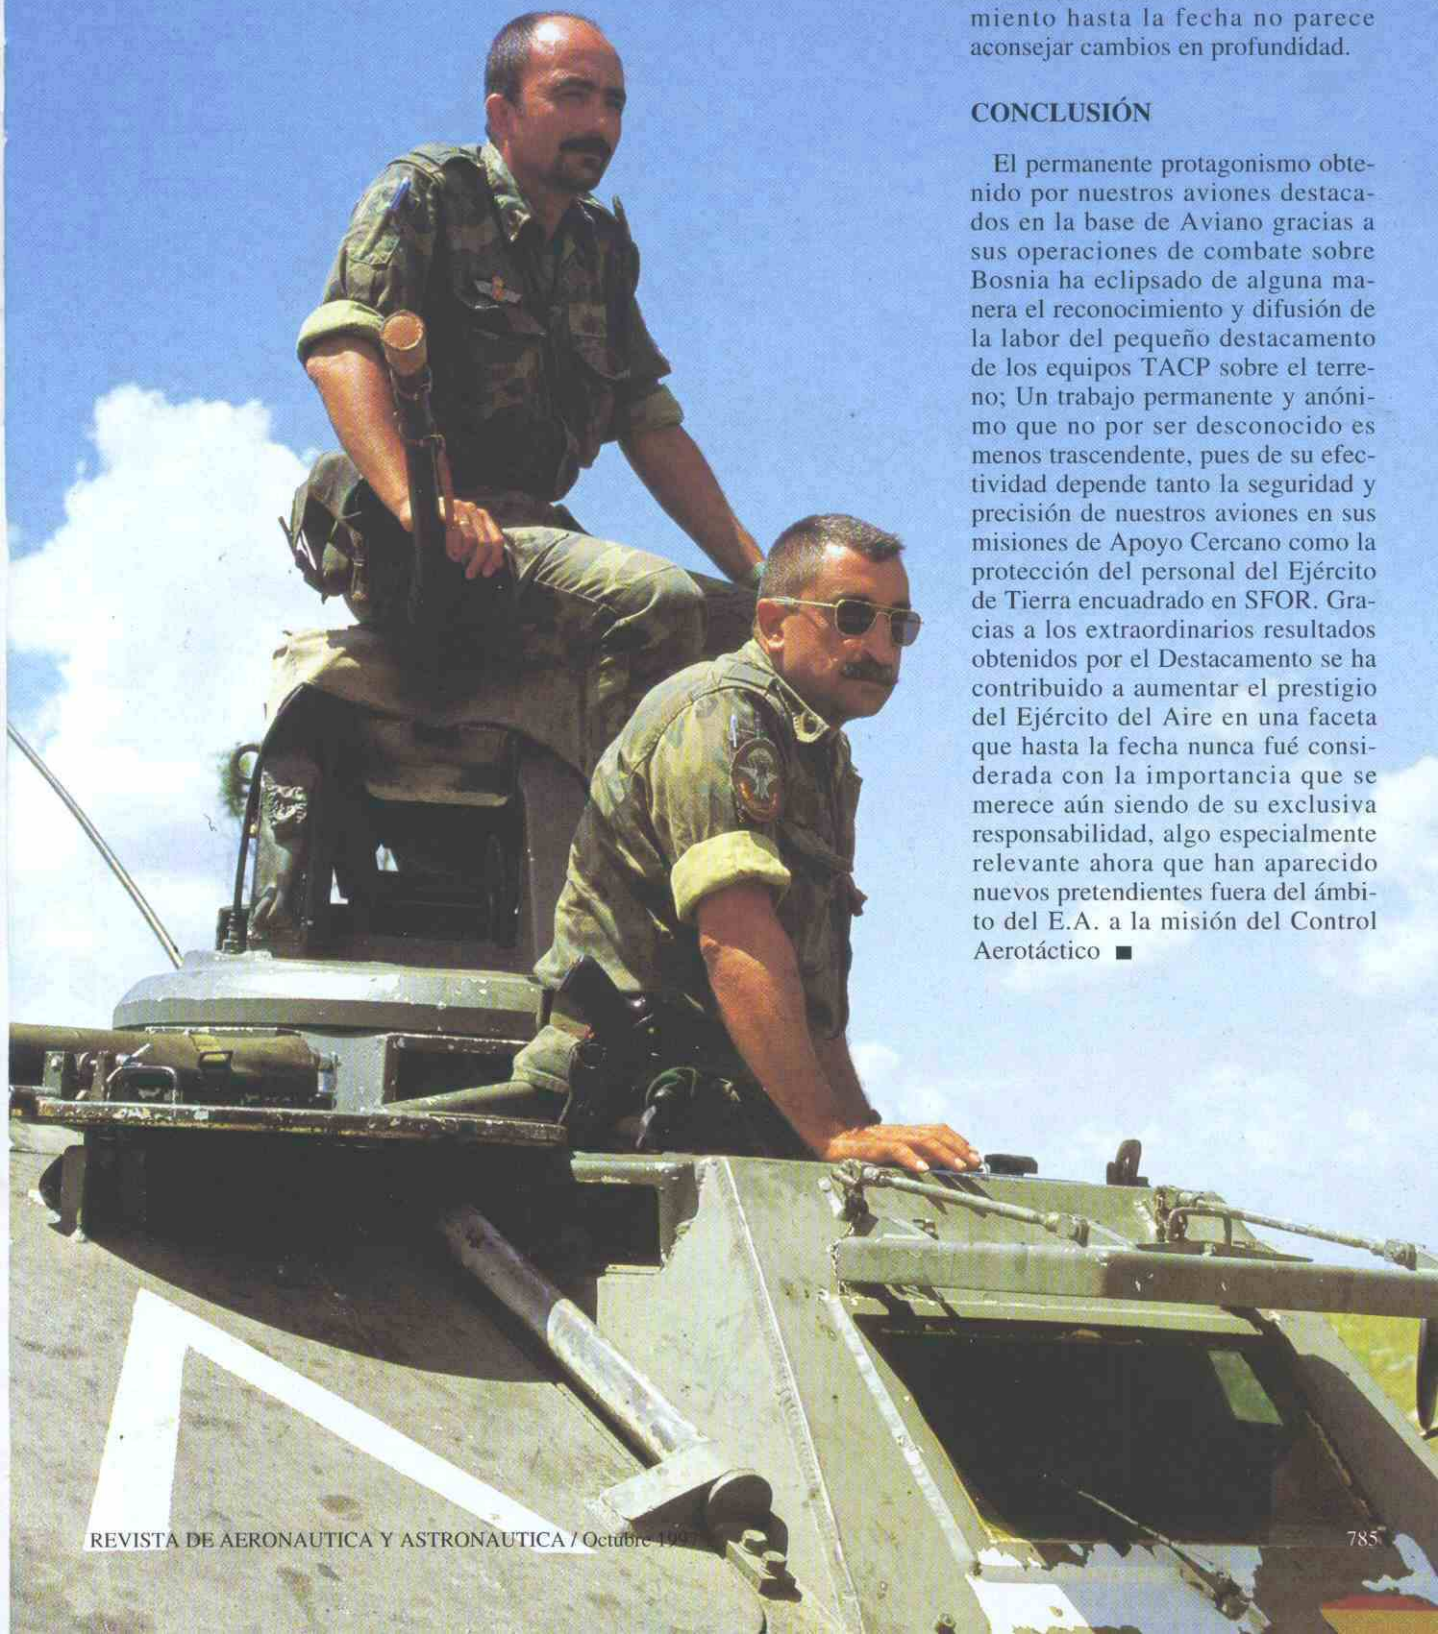 miento hasta la fecha no parece
aconsejar cambios en profundidad.
CONCLUSIÓN
El permanente protagonismo obte-
nido por nuestros aviones destaca-
dos en la base de Aviano gracias a
sus operaciones de combate sobre
Bosnia ha eclipsado de alguna ma-
nera el reconocimiento y difusión de
la labor del pequeño destacamento
de los equipos TACP sobre el terre-
no; Un trabajo permanente y anóni-
mo que no por ser desconocido es
menos trascendente, pues de su efec-
tividad depende tanto la seguridad y
precisión de nuestros aviones en sus
misiones de Apoyo Cercano como la
protección del personal del Ejército
de Tierra encuadrado en SFOR. Gra-
cias a los extraordinarios resultados
obtenidos por el Destacamento se ha
contribuido a aumentar el prestigio
del Ejército del Aire en una faceta
que hasta la fecha nunca fué consi-
derada con la importancia que se
merece aún siendo de su exclusiva
responsabilidad, algo especialmente
relevante ahora que han aparecido
nuevos pretendientes fuera del ámbi-
to del E.A. a la misión del Control
Aerotáctico ■
REVISTA DE AERONAUTICA Y ASTRONAUTICA / Octubre
785